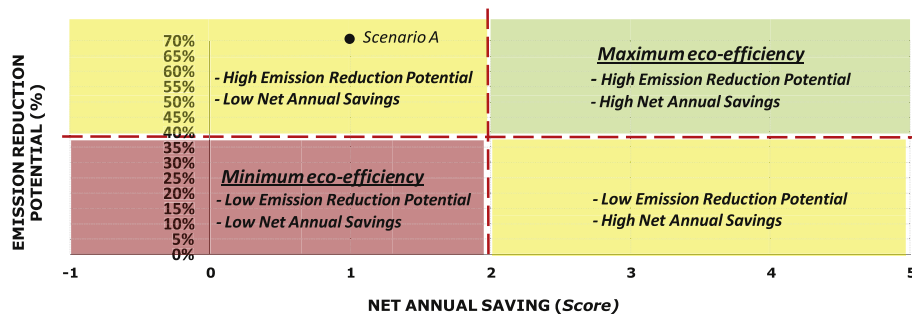 EMISSION REDUCTION
POTENTIAL (%)
70%
65%
60%
55%
50%
45%
40%
35%
30%
25%
20%
15%
10%
5%
0%
Scenario A
- High Emission Reduction Potential
- Low Net Annual Savings
Maximum eco-efficiency
- High Emission Reduction Potential
- High Net Annual Savings
Minimum eco-efficiency
- Low Emission Reduction Potential
- Low Net Annual Savings
- Low Emission Reduction Potential
- High Net Annual Savings
-1 0 1 2 3 4 5
NET ANNUAL SAVING (Score)